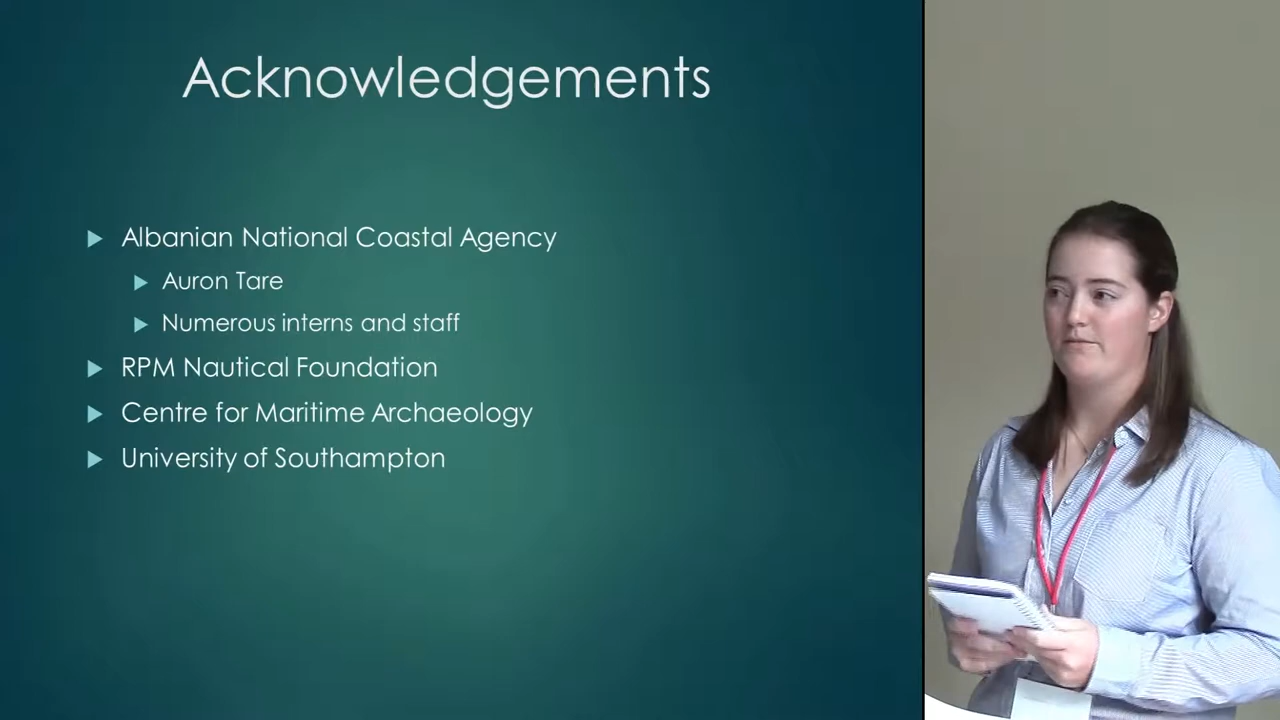 Acknowledgements
Albanian National Coastal Agency
Auron Tare
Numerous interns and staff
RPM Nautical Foundation
Centre for Maritime Archaeology
University of Southampton